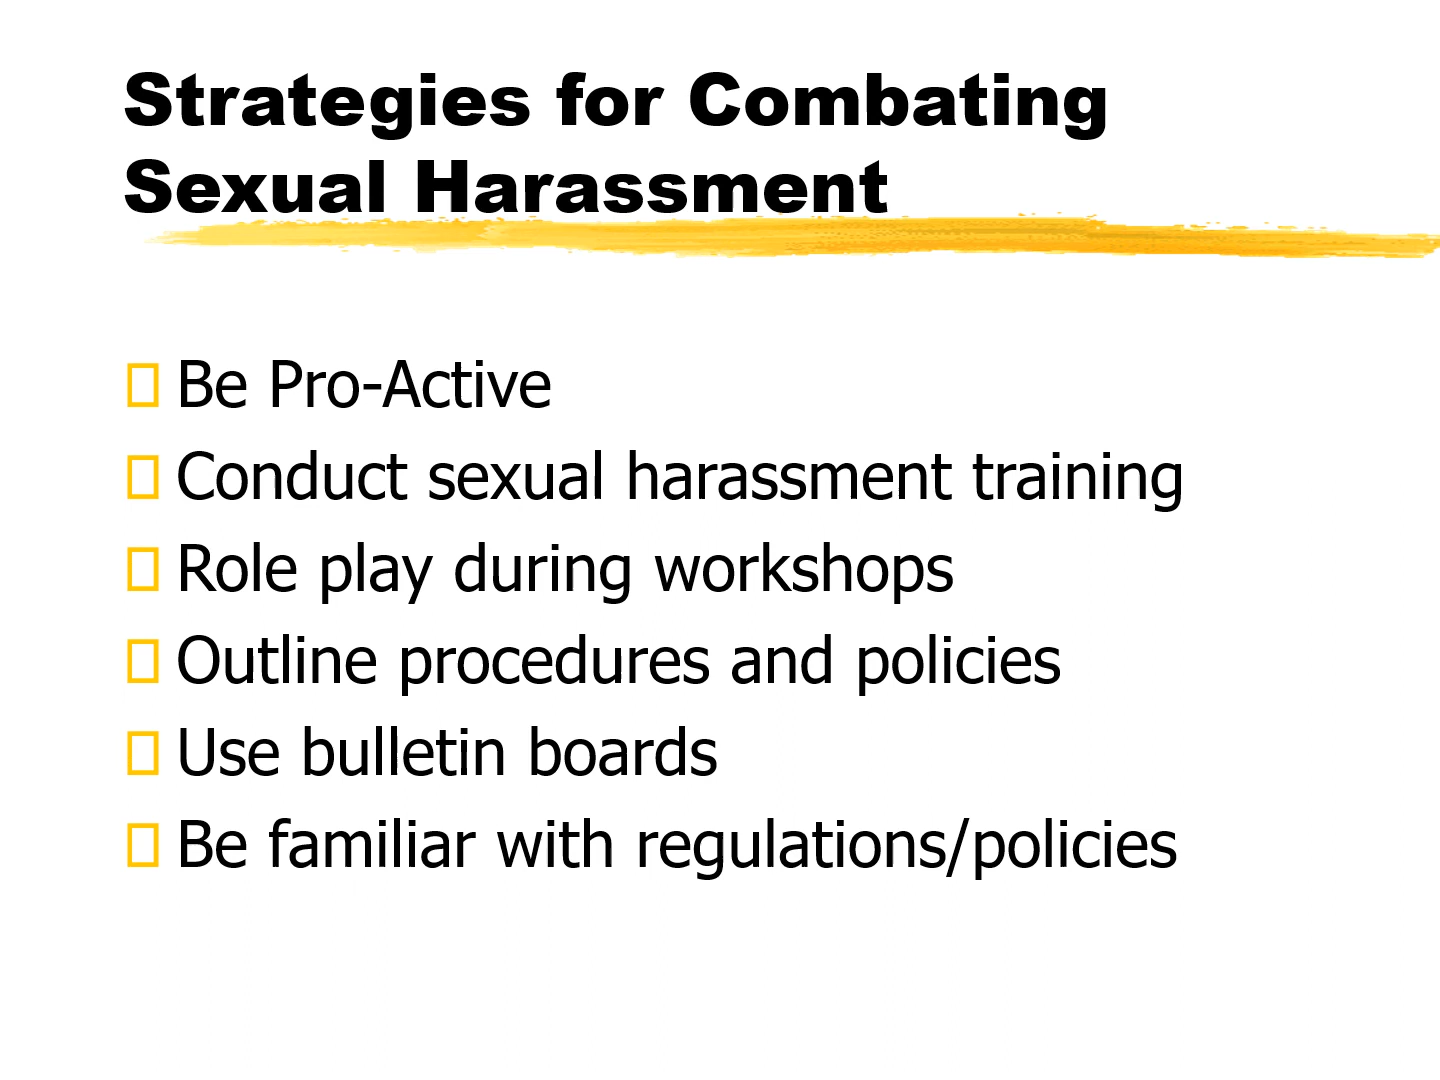 Strategies for Combating
Sexual Harassment
Be Pro-Active
Conduct sexual harassment training
Role play during workshops
Outline procedures and policies
Use bulletin boards
Be familiar with regulations/policies